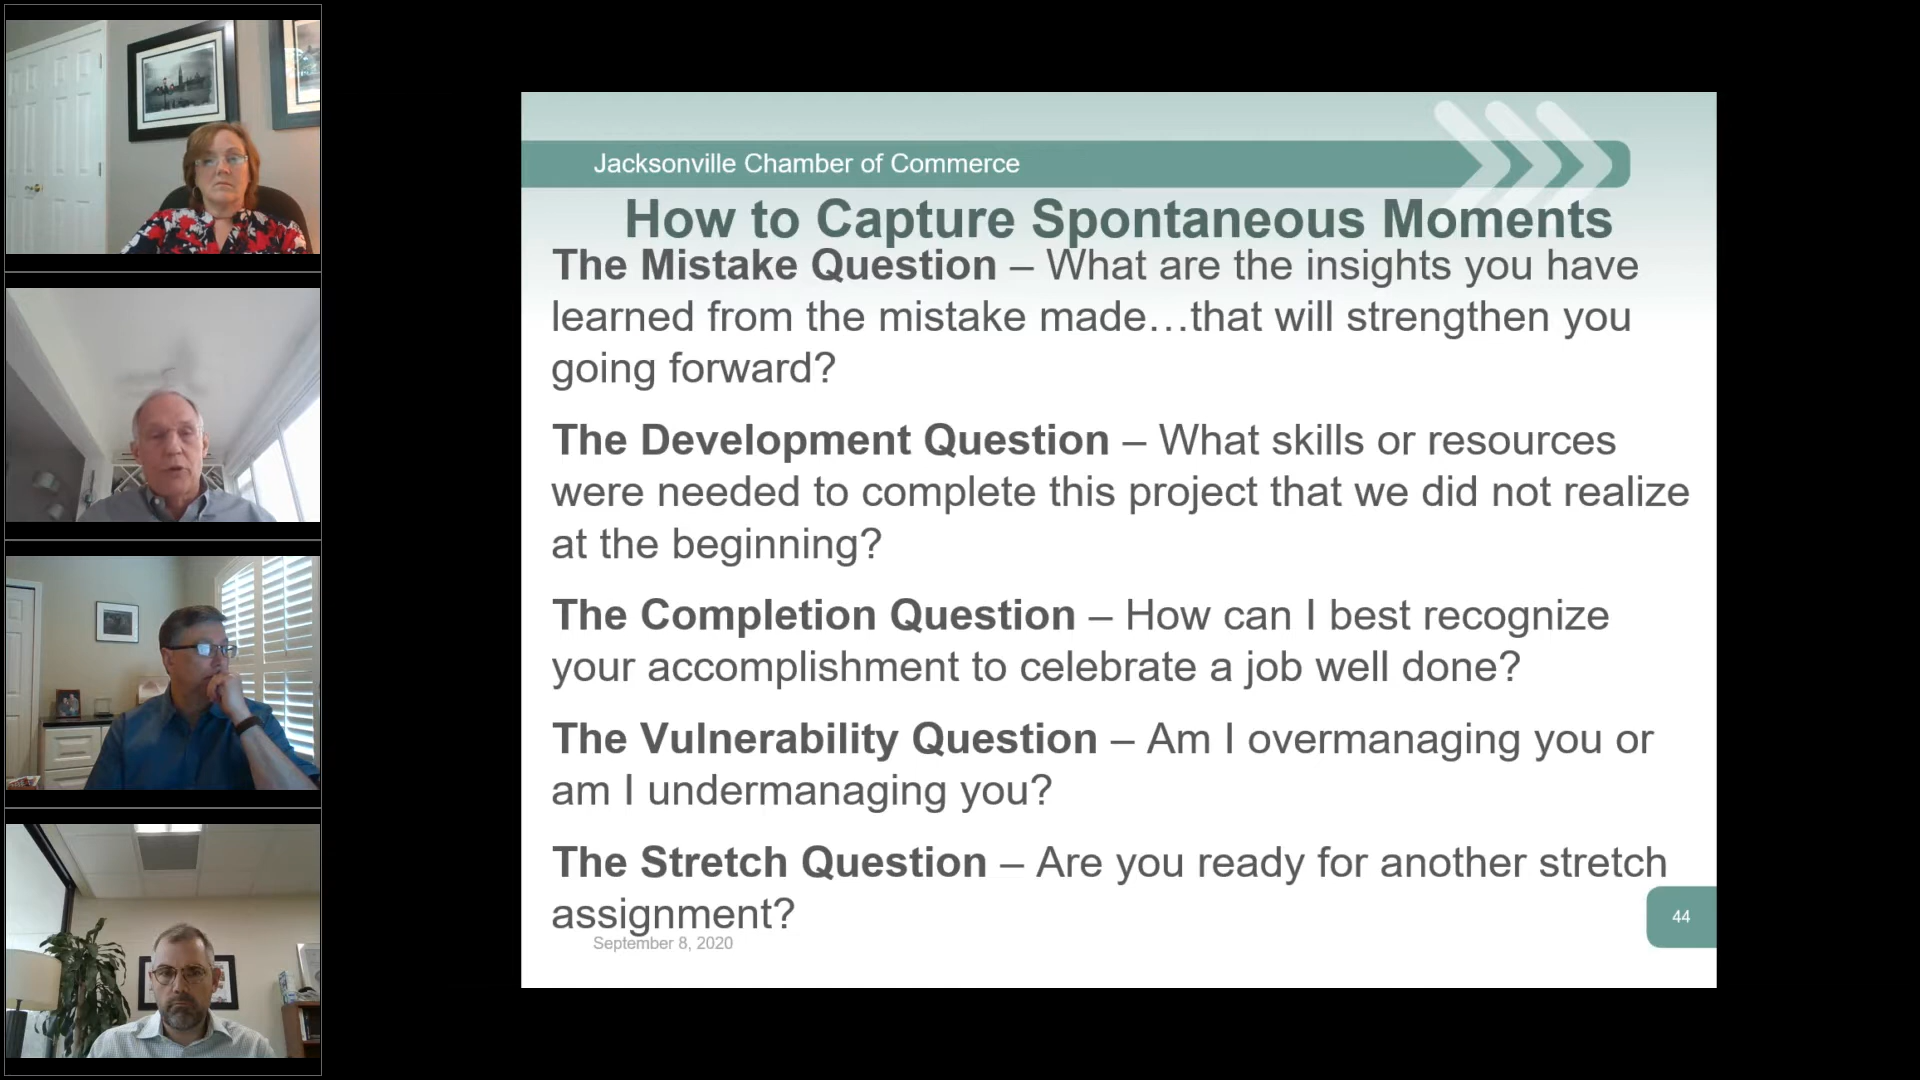 Jacksonville Chamber of Commerce
How to Capture Spontaneous Moments
The Mistake Question – What are the insights you have
learned from the mistake made…that will strengthen you
going forward?
The Development Question – What skills or resources
were needed to complete this project that we did not realize
at the beginning?
The Completion Question – How can I best recognize
your accomplishment to celebrate a job well done?
The Vulnerability Question – Am I overmanaging you or
am I undermanaging you?
The Stretch Question – Are you ready for another stretch
assignment?
44
September 8, 2020